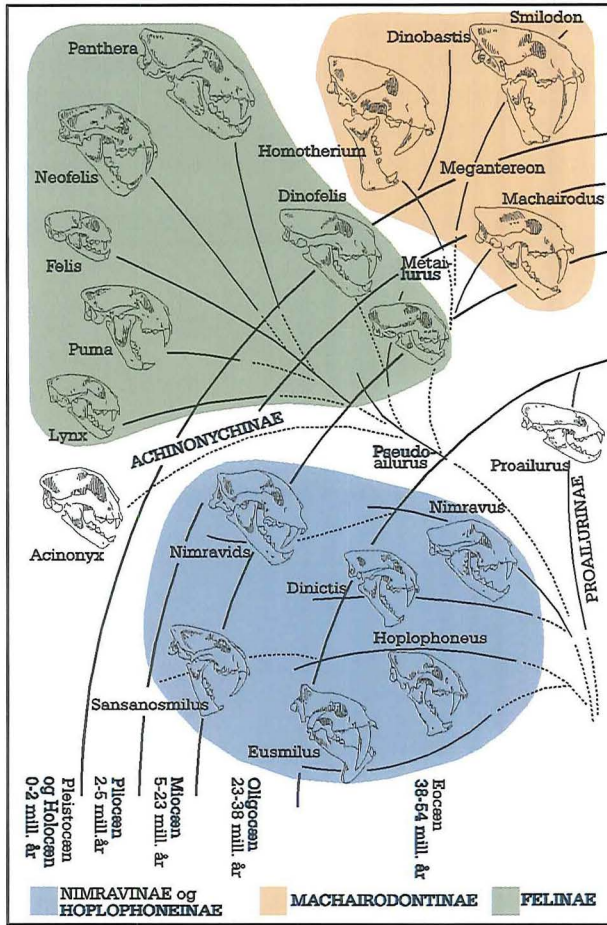 Smilodon
Dinobastis
Panthera
Homotherium
Megantereon
Neofelis
Dinofelis
Machairodus
Felis
Metai-
lurus
Puma
Lynx
ACHINONYCHINAE
Pseudo-
ailurus
Proailurus
PROAILURINAE
Acinonyx
Nimravids
Nimravus
Dinictis
Hoplophoneus
Sansanosmilus
Eusmilus
Pleistocæn
og Holocæn
0-2 mill. år
Pliocæn
2-5 mill. år
Miocæn
5-23 mill. år
Oligocæn
23-38 mill. år
Eocæn
38-54 mill. år
NIMRAVINAE og
HOPLOPHONEINAE
MACHAIRODONTINAE
FELINAE